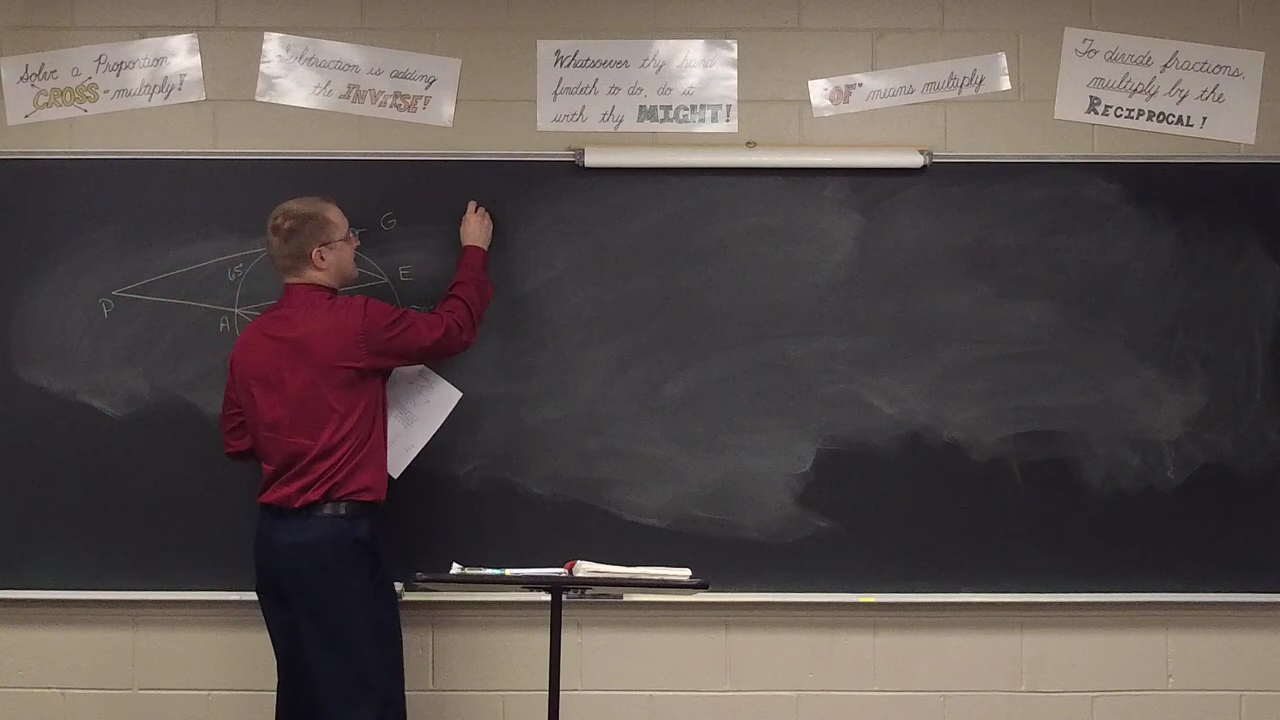 Solve a Proportion
CROSS-multiply!
Subtraction is adding
the INVERSE!
Whatsoever thy hand
findeth to do, do it
with thy MIGHT!
"OF" means multiply
To divide fractions,
multiply by the
RECIPROCAL!
G
65
E
P
A